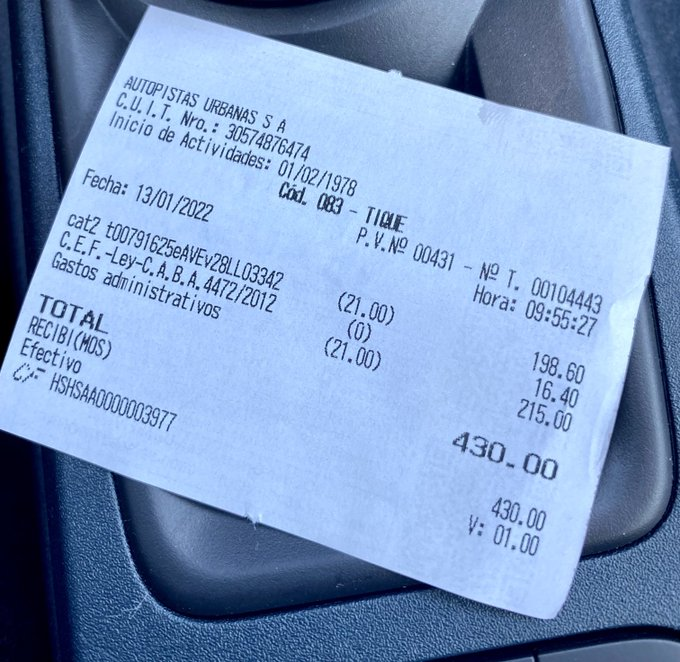 AUTOPISTAS URBANAS S A
C.U.I.T. Nro.: 30574876474
Inicio de Actividades: 01/02/1978
Cód. 083 - TIQUE
P.V.Nº 00431 - Nº T. 00104443
Fecha: 13/01/2022 Hora: 09:55:27
cat2 t00791625eAVEv28LL03342 (21.00) 198.60
C.E.F.-Ley-C.A.B.A.4472/2012 (0) 16.40
Gastos administrativos (21.00) 215.00
TOTAL 430.00
RECIBI(MOS)
Efectivo 430.00
HSHSAA0000003977 V: 01.00